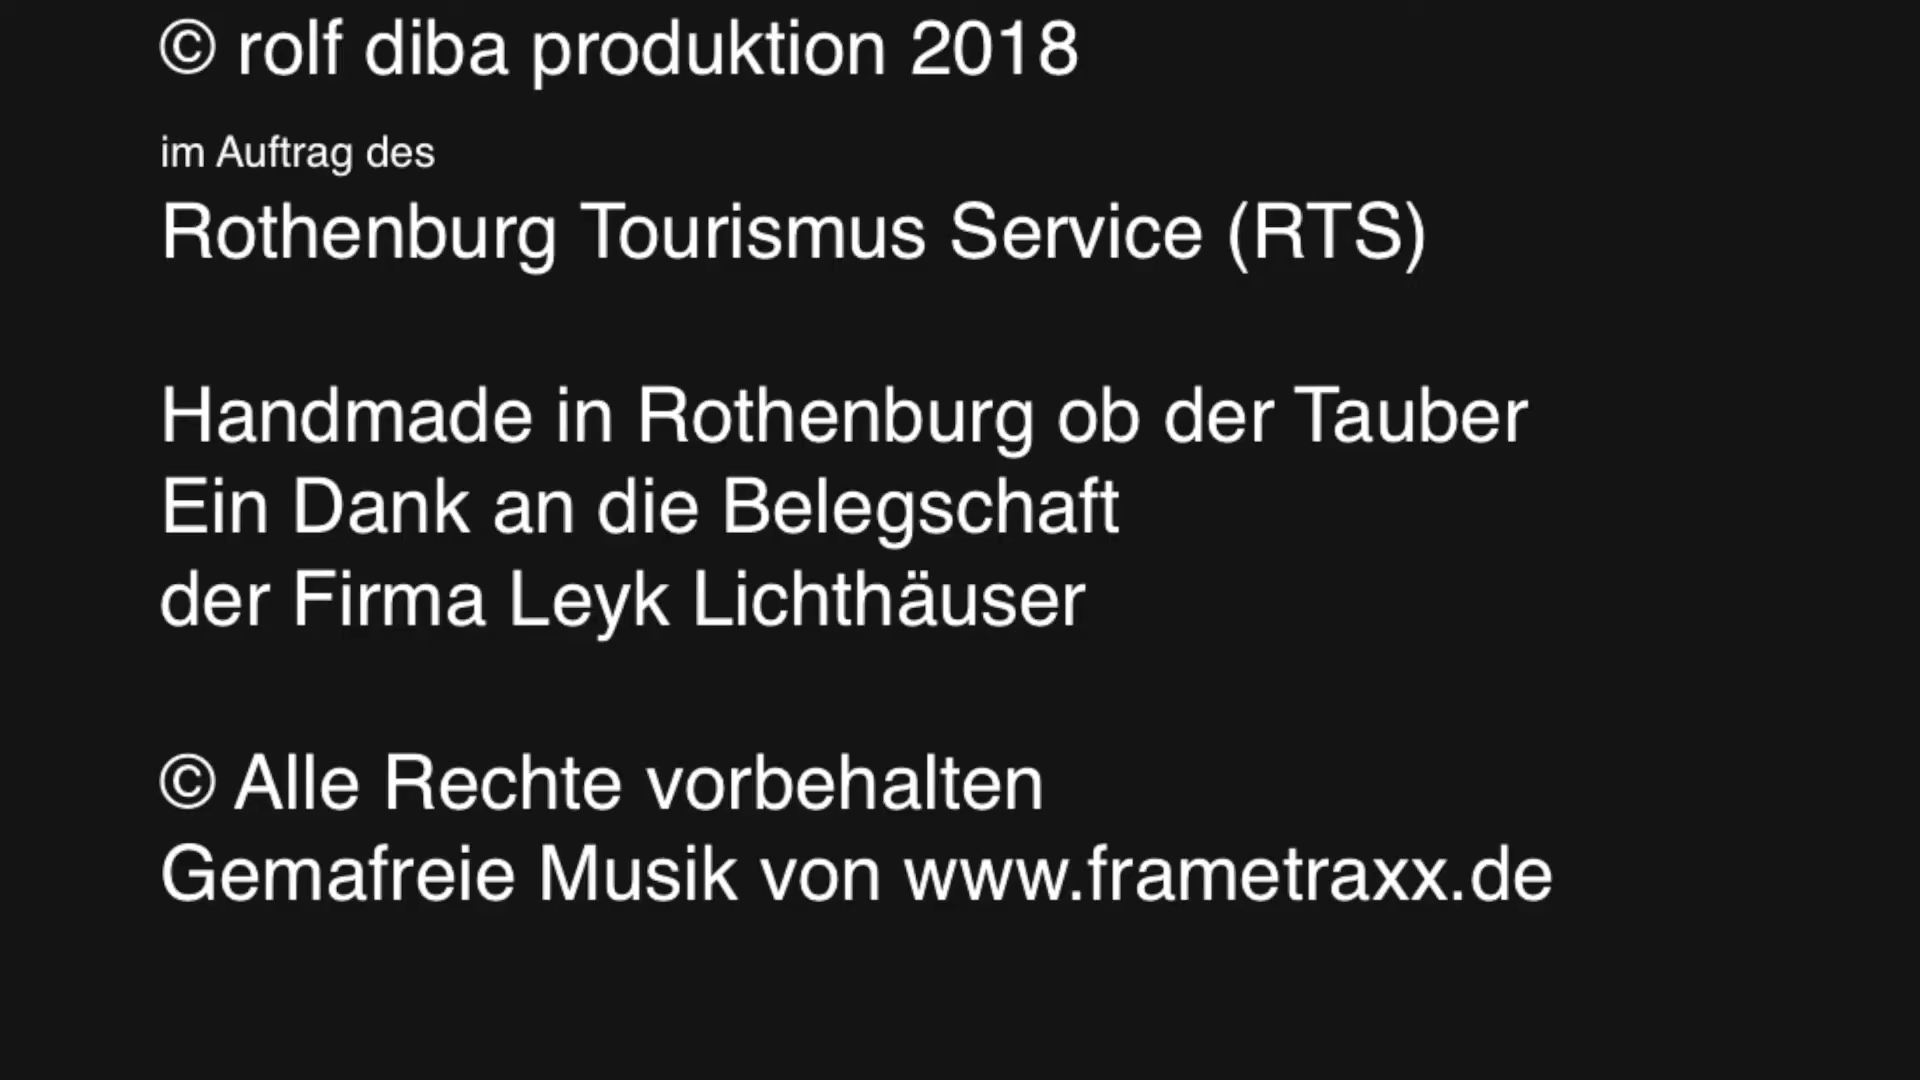 © rolf diba produktion 2018
im Auftrag des
Rothenburg Tourismus Service (RTS)
Handmade in Rothenburg ob der Tauber
Ein Dank an die Belegschaft
der Firma Leyk Lichthäuser
© Alle Rechte vorbehalten
Gemafreie Musik von www.frametraxx.de